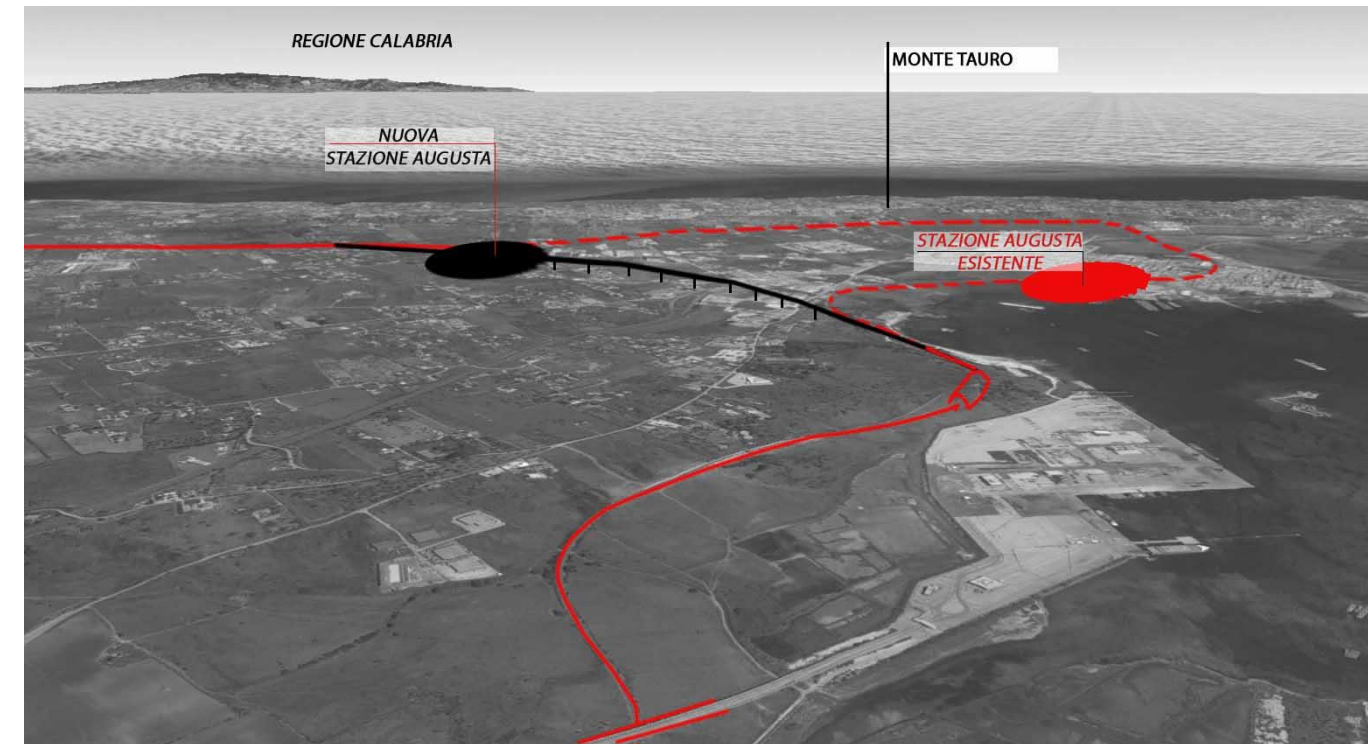 REGIONE CALABRIA
MONTE TAURO
NUOVA
STAZIONE AUGUSTA
STAZIONE AUGUSTA
ESISTENTE